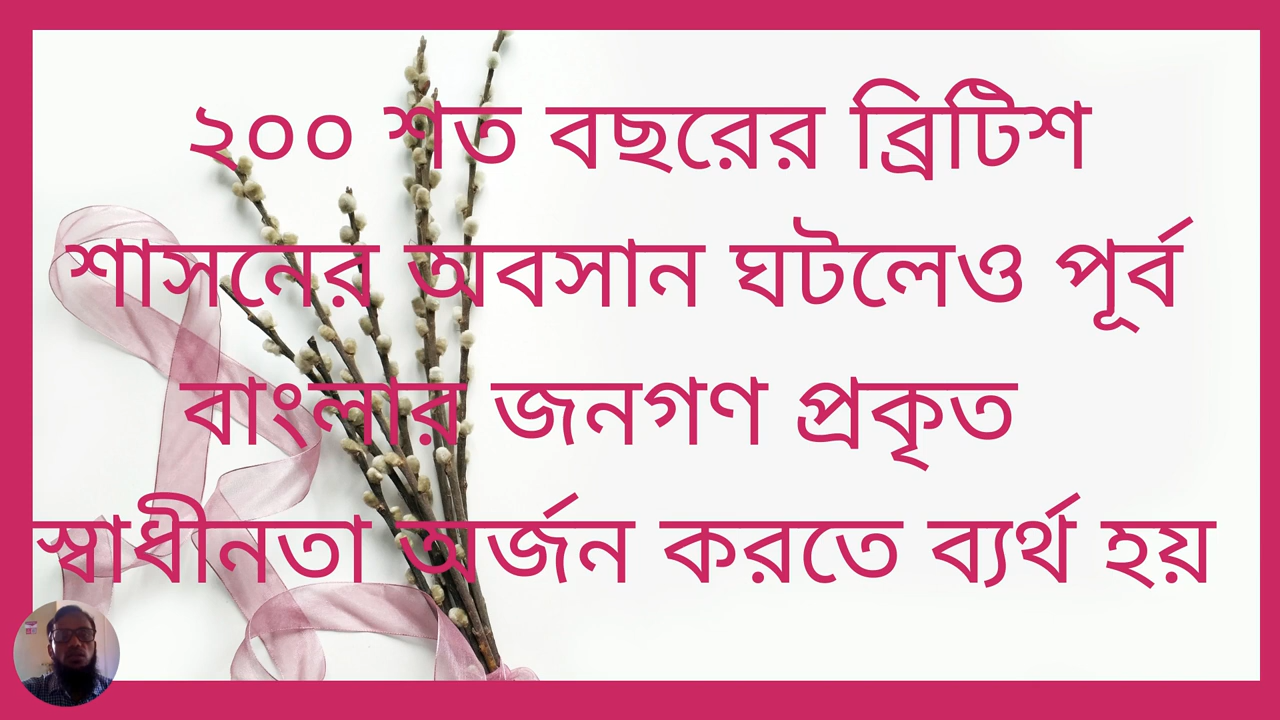 ২০০ শত বছরের ব্রিটিশ
শাসনের অবসান ঘটলেও পূর্ব
বাংলার জনগণ প্রকৃত
স্বাধীনতা অর্জন করতে ব্যর্থ হয়